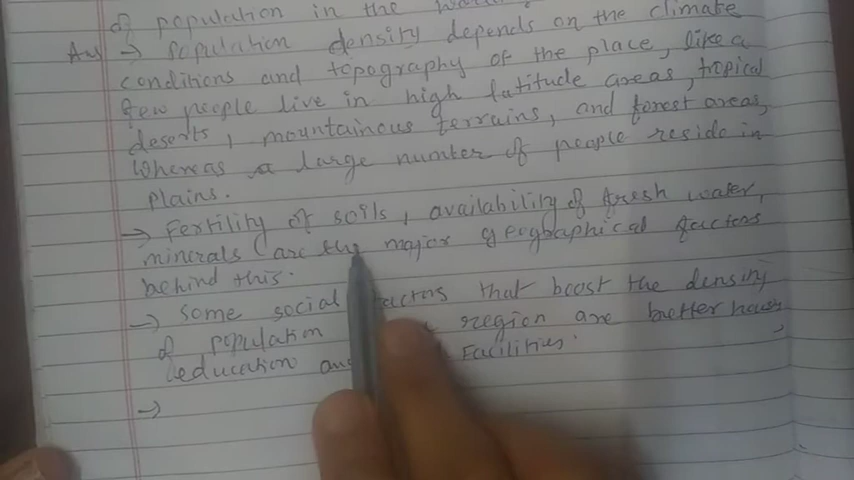 of population in the
Ans → Population density depends on the climate
conditions and topography of the place, like a
few people live in high latitude areas, tropical
deserts, mountainous terrains, and forest areas,
Whereas a large number of people reside in
plains.
→ Fertility of soils, availability of fresh water,
minerals are the major geographical factors
behind this.
→ Some social factors that boost the density
of population region are better
education and Facilities.
→